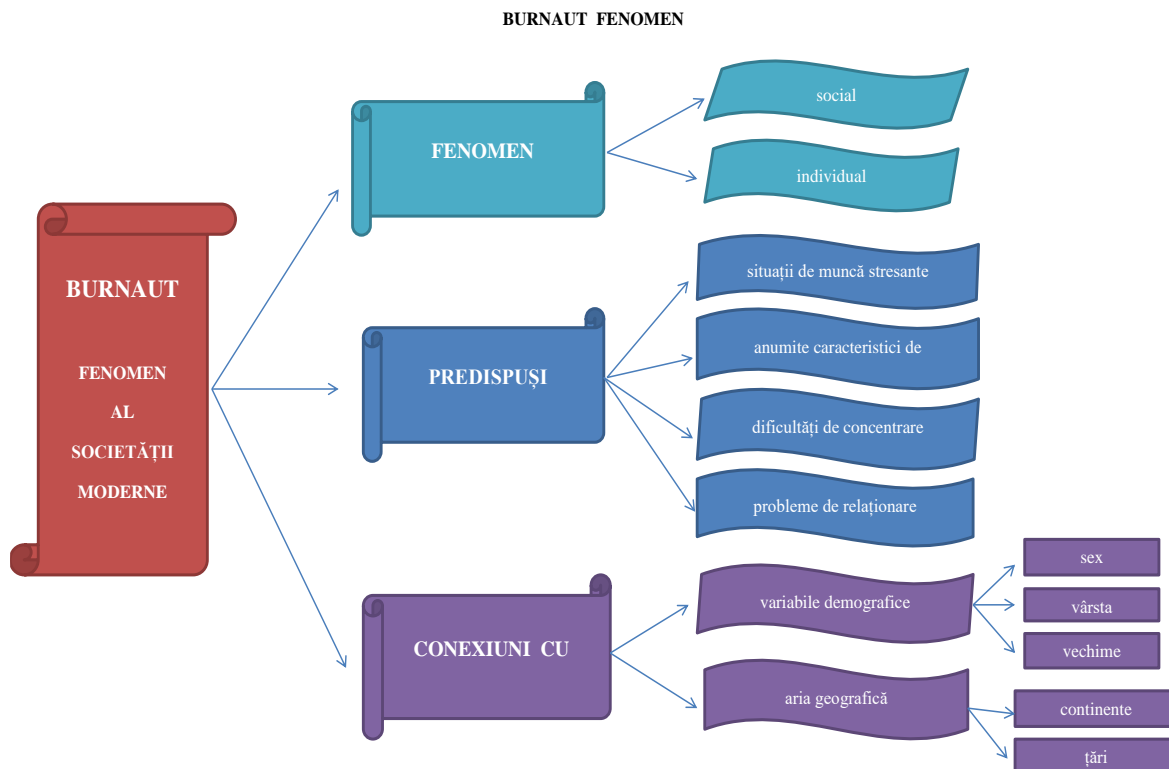 BURNAUT FENOMEN
BURNAUT
FENOMEN
AL
SOCIETĂȚII
MODERNE
FENOMEN
social
individual
PREDISPUȘI
situații de muncă stresante
anumite caracteristici de
dificultăți de concentrare
probleme de relaționare
CONEXIUNI CU
variabile demografice
sex
vârsta
vechime
aria geografică
continente
țări